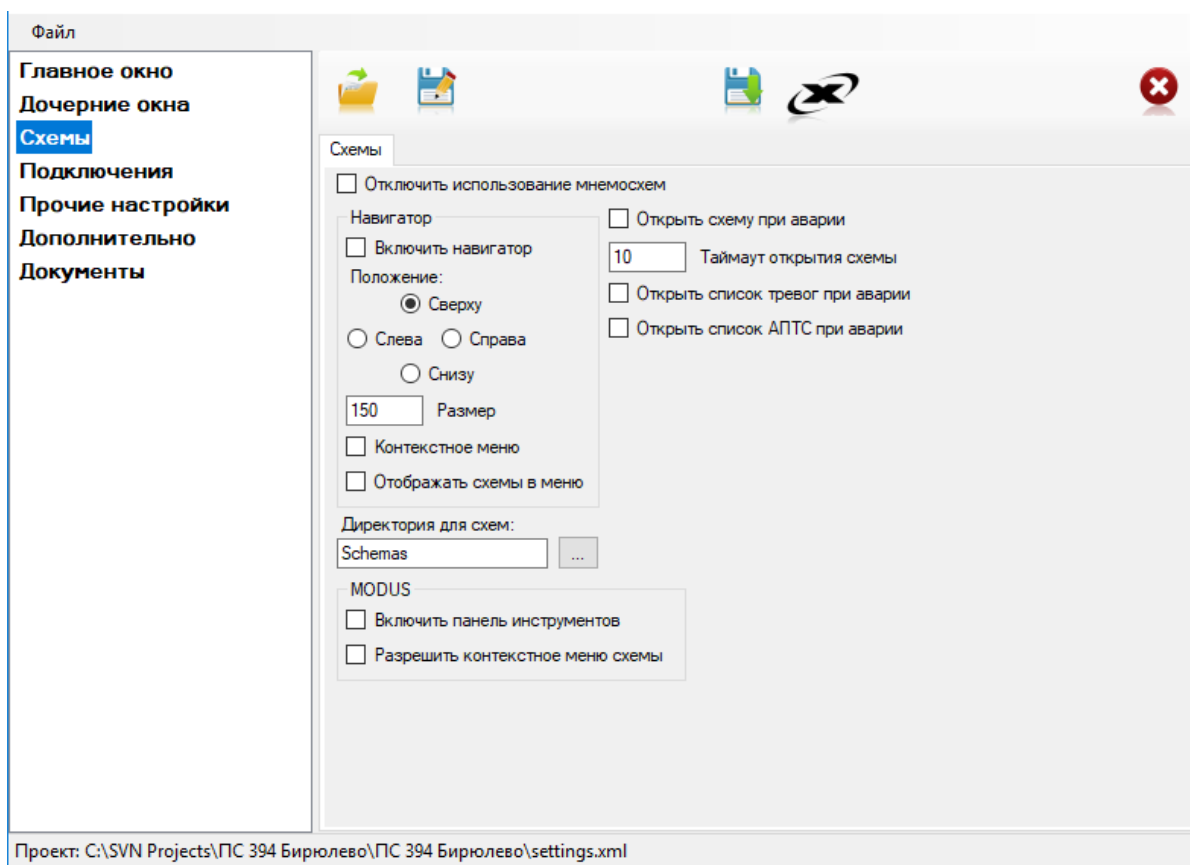 Файл
Главное окно
Дочерние окна
Схемы
Подключения
Прочие настройки
Дополнительно
Документы
Схемы
Отключить использование мнемосхем
Навигатор
Включить навигатор
Положение:
Сверху
Слева
Справа
Снизу
150
Размер
Контекстное меню
Отображать схемы в меню
Открыть схему при аварии
10
Таймаут открытия схемы
Открыть список тревог при аварии
Открыть список АПТС при аварии
Директория для схем:
Schemas
...
MODUS
Включить панель инструментов
Разрешить контекстное меню схемы
Проект: C:\SVN Projects\ПС 394 Бирюлево\ПС 394 Бирюлево\settings.xml